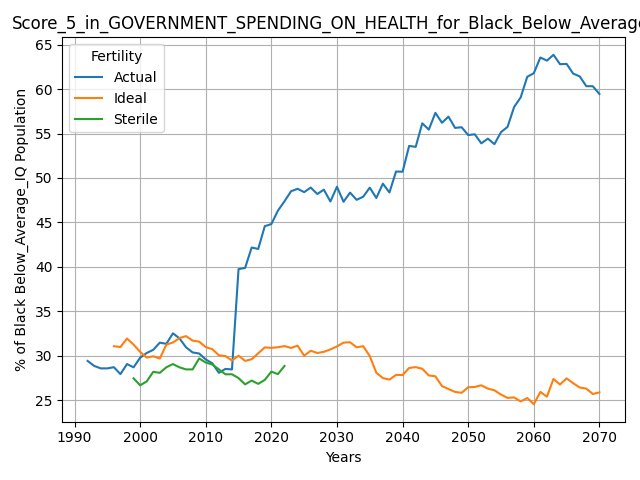 Score_5_in_GOVERNMENT_SPENDING_ON_HEALTH_for_Black_Below_Average
Fertility
Actual
Ideal
Sterile
% of Black Below_Average_IQ Population
65
60
55
50
45
40
35
30
25
1990 2000 2010 2020 2030 2040 2050 2060 2070
Years